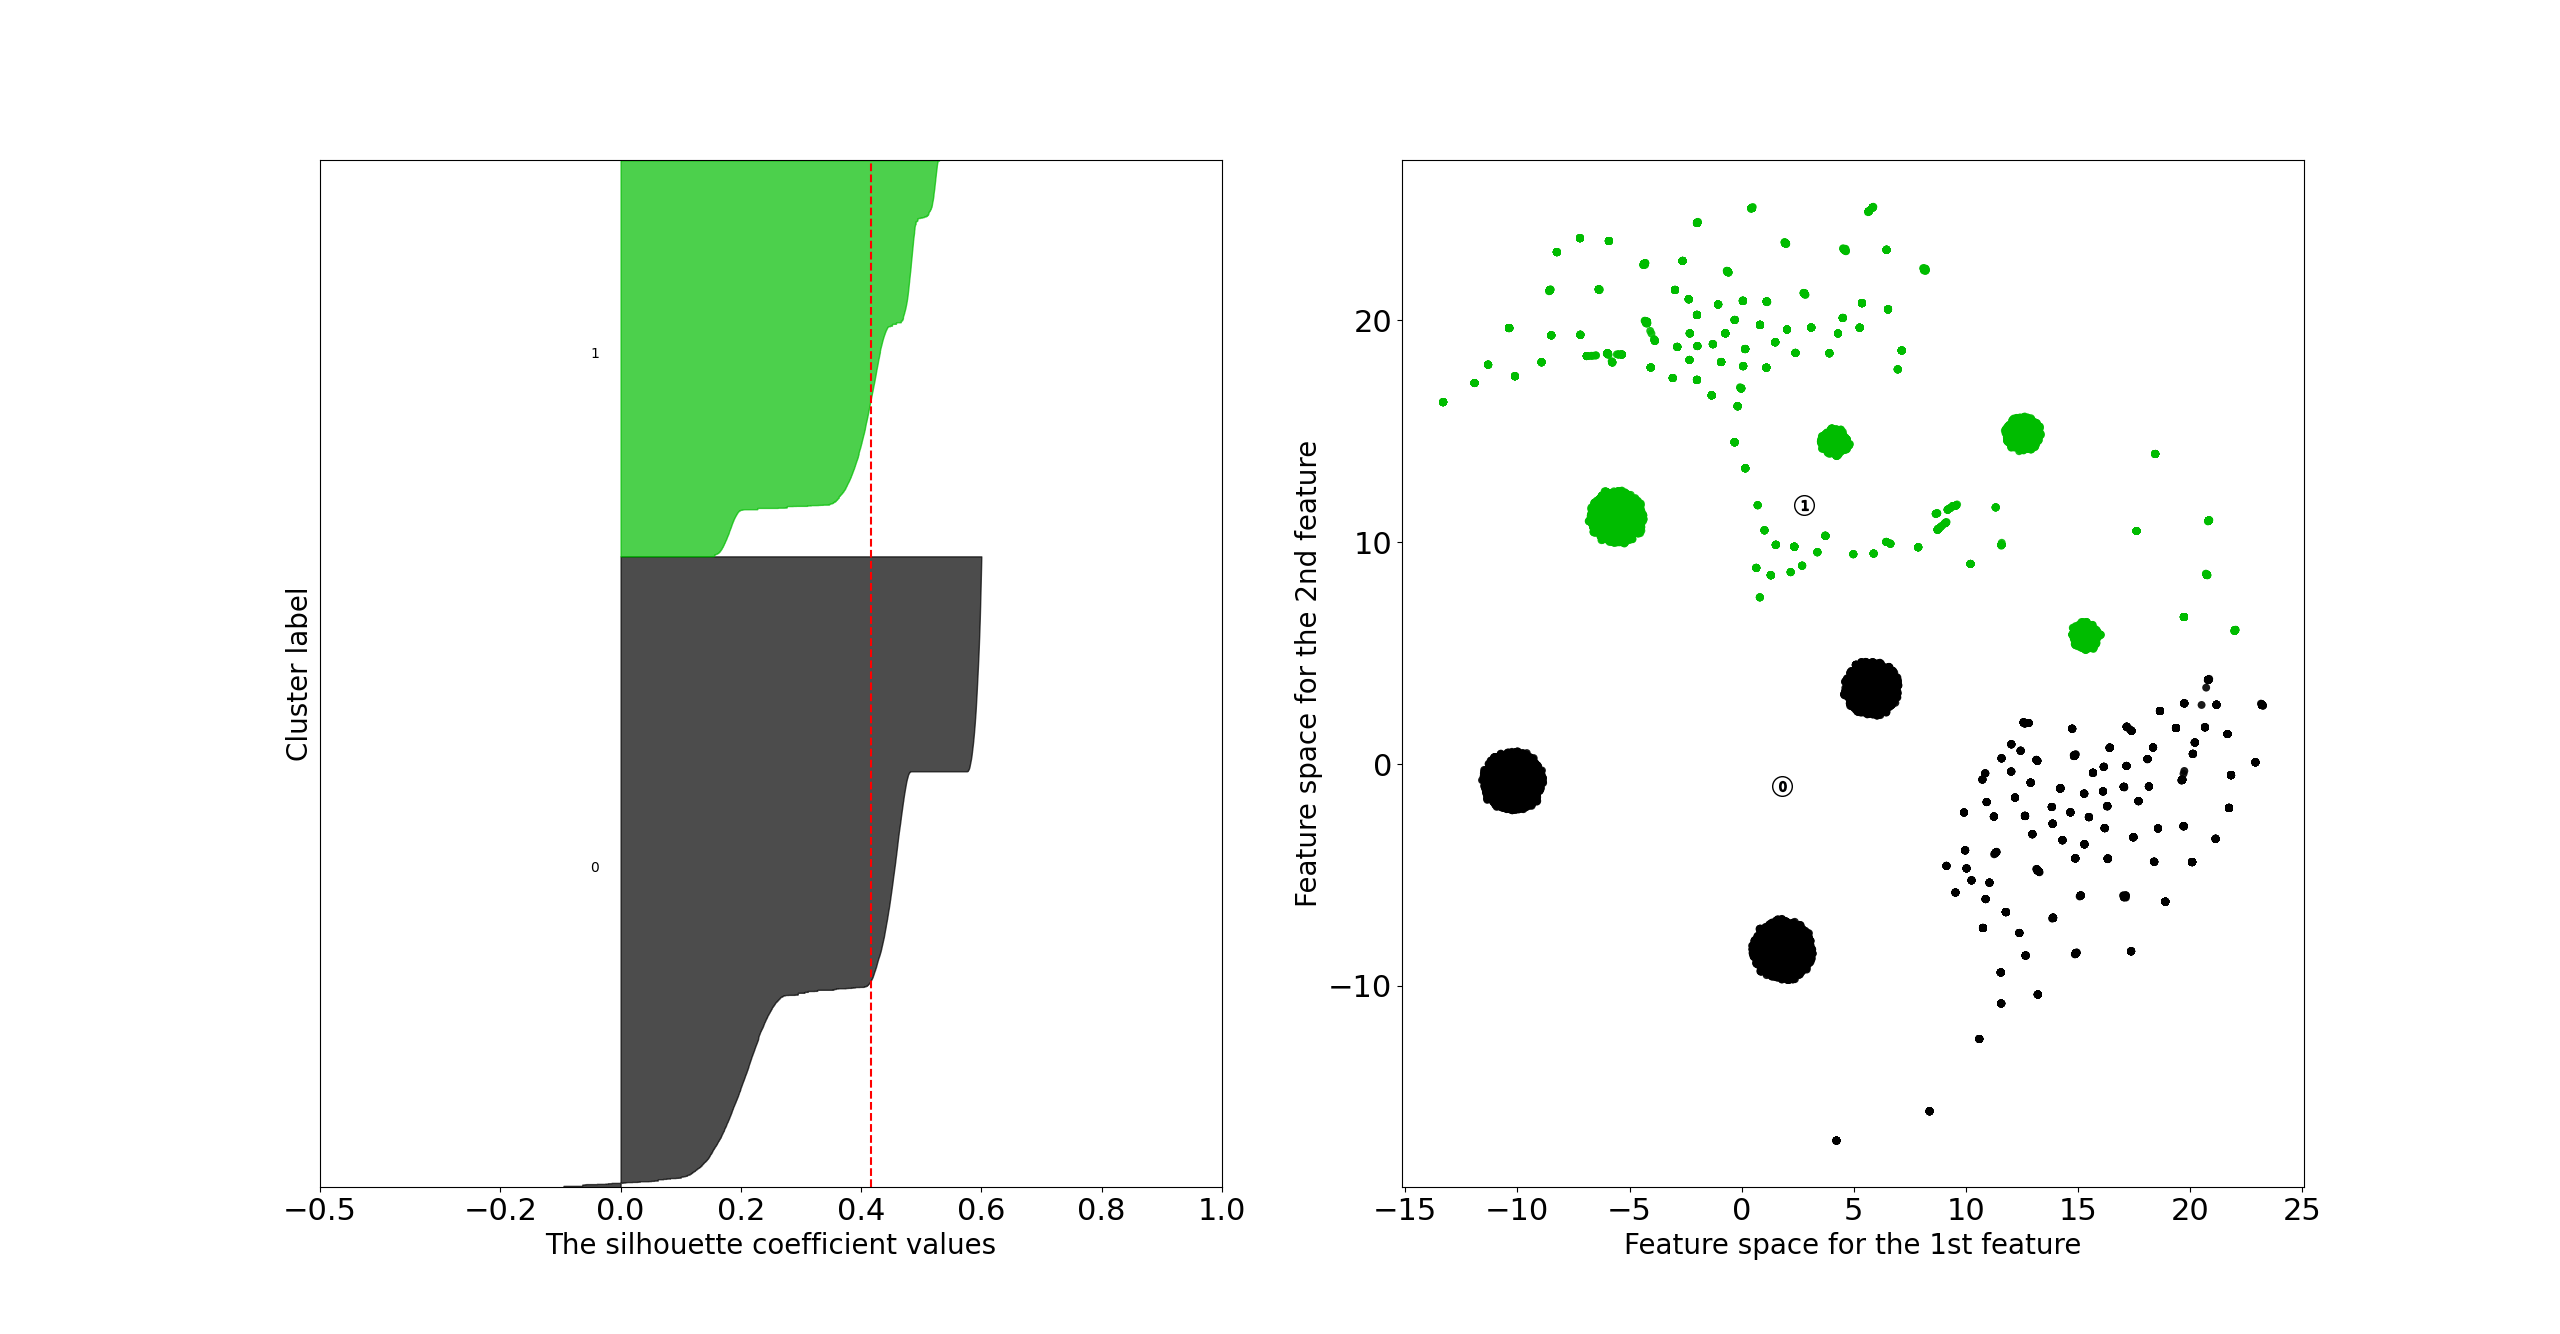 1
0
Cluster label
−0.5 −0.2 0.0 0.2 0.4 0.6 0.8 1.0
The silhouette coefficient values
20
10
0
−10
1
0
Feature space for the 2nd feature
−15 −10 −5 0 5 10 15 20 25
Feature space for the 1st feature